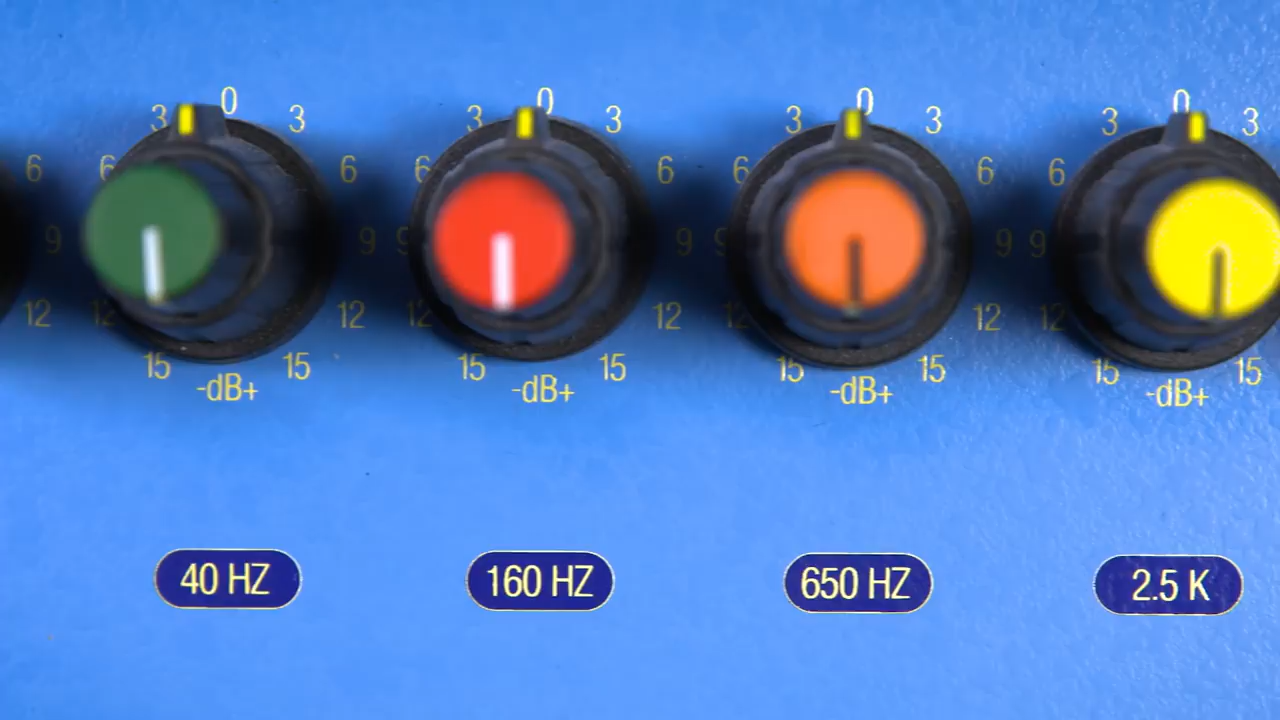 0 0 0 0
3 3 3 3 3 3 3 3
6 6 6 6 6 6 6 6
9 9 9 9 9 9 9
12 12 12 12 12 12 12 12
15 15 15 15 15 15 15 15
-dB+ -dB+ -dB+ -dB+
40 HZ 160 HZ 650 HZ 2.5 K